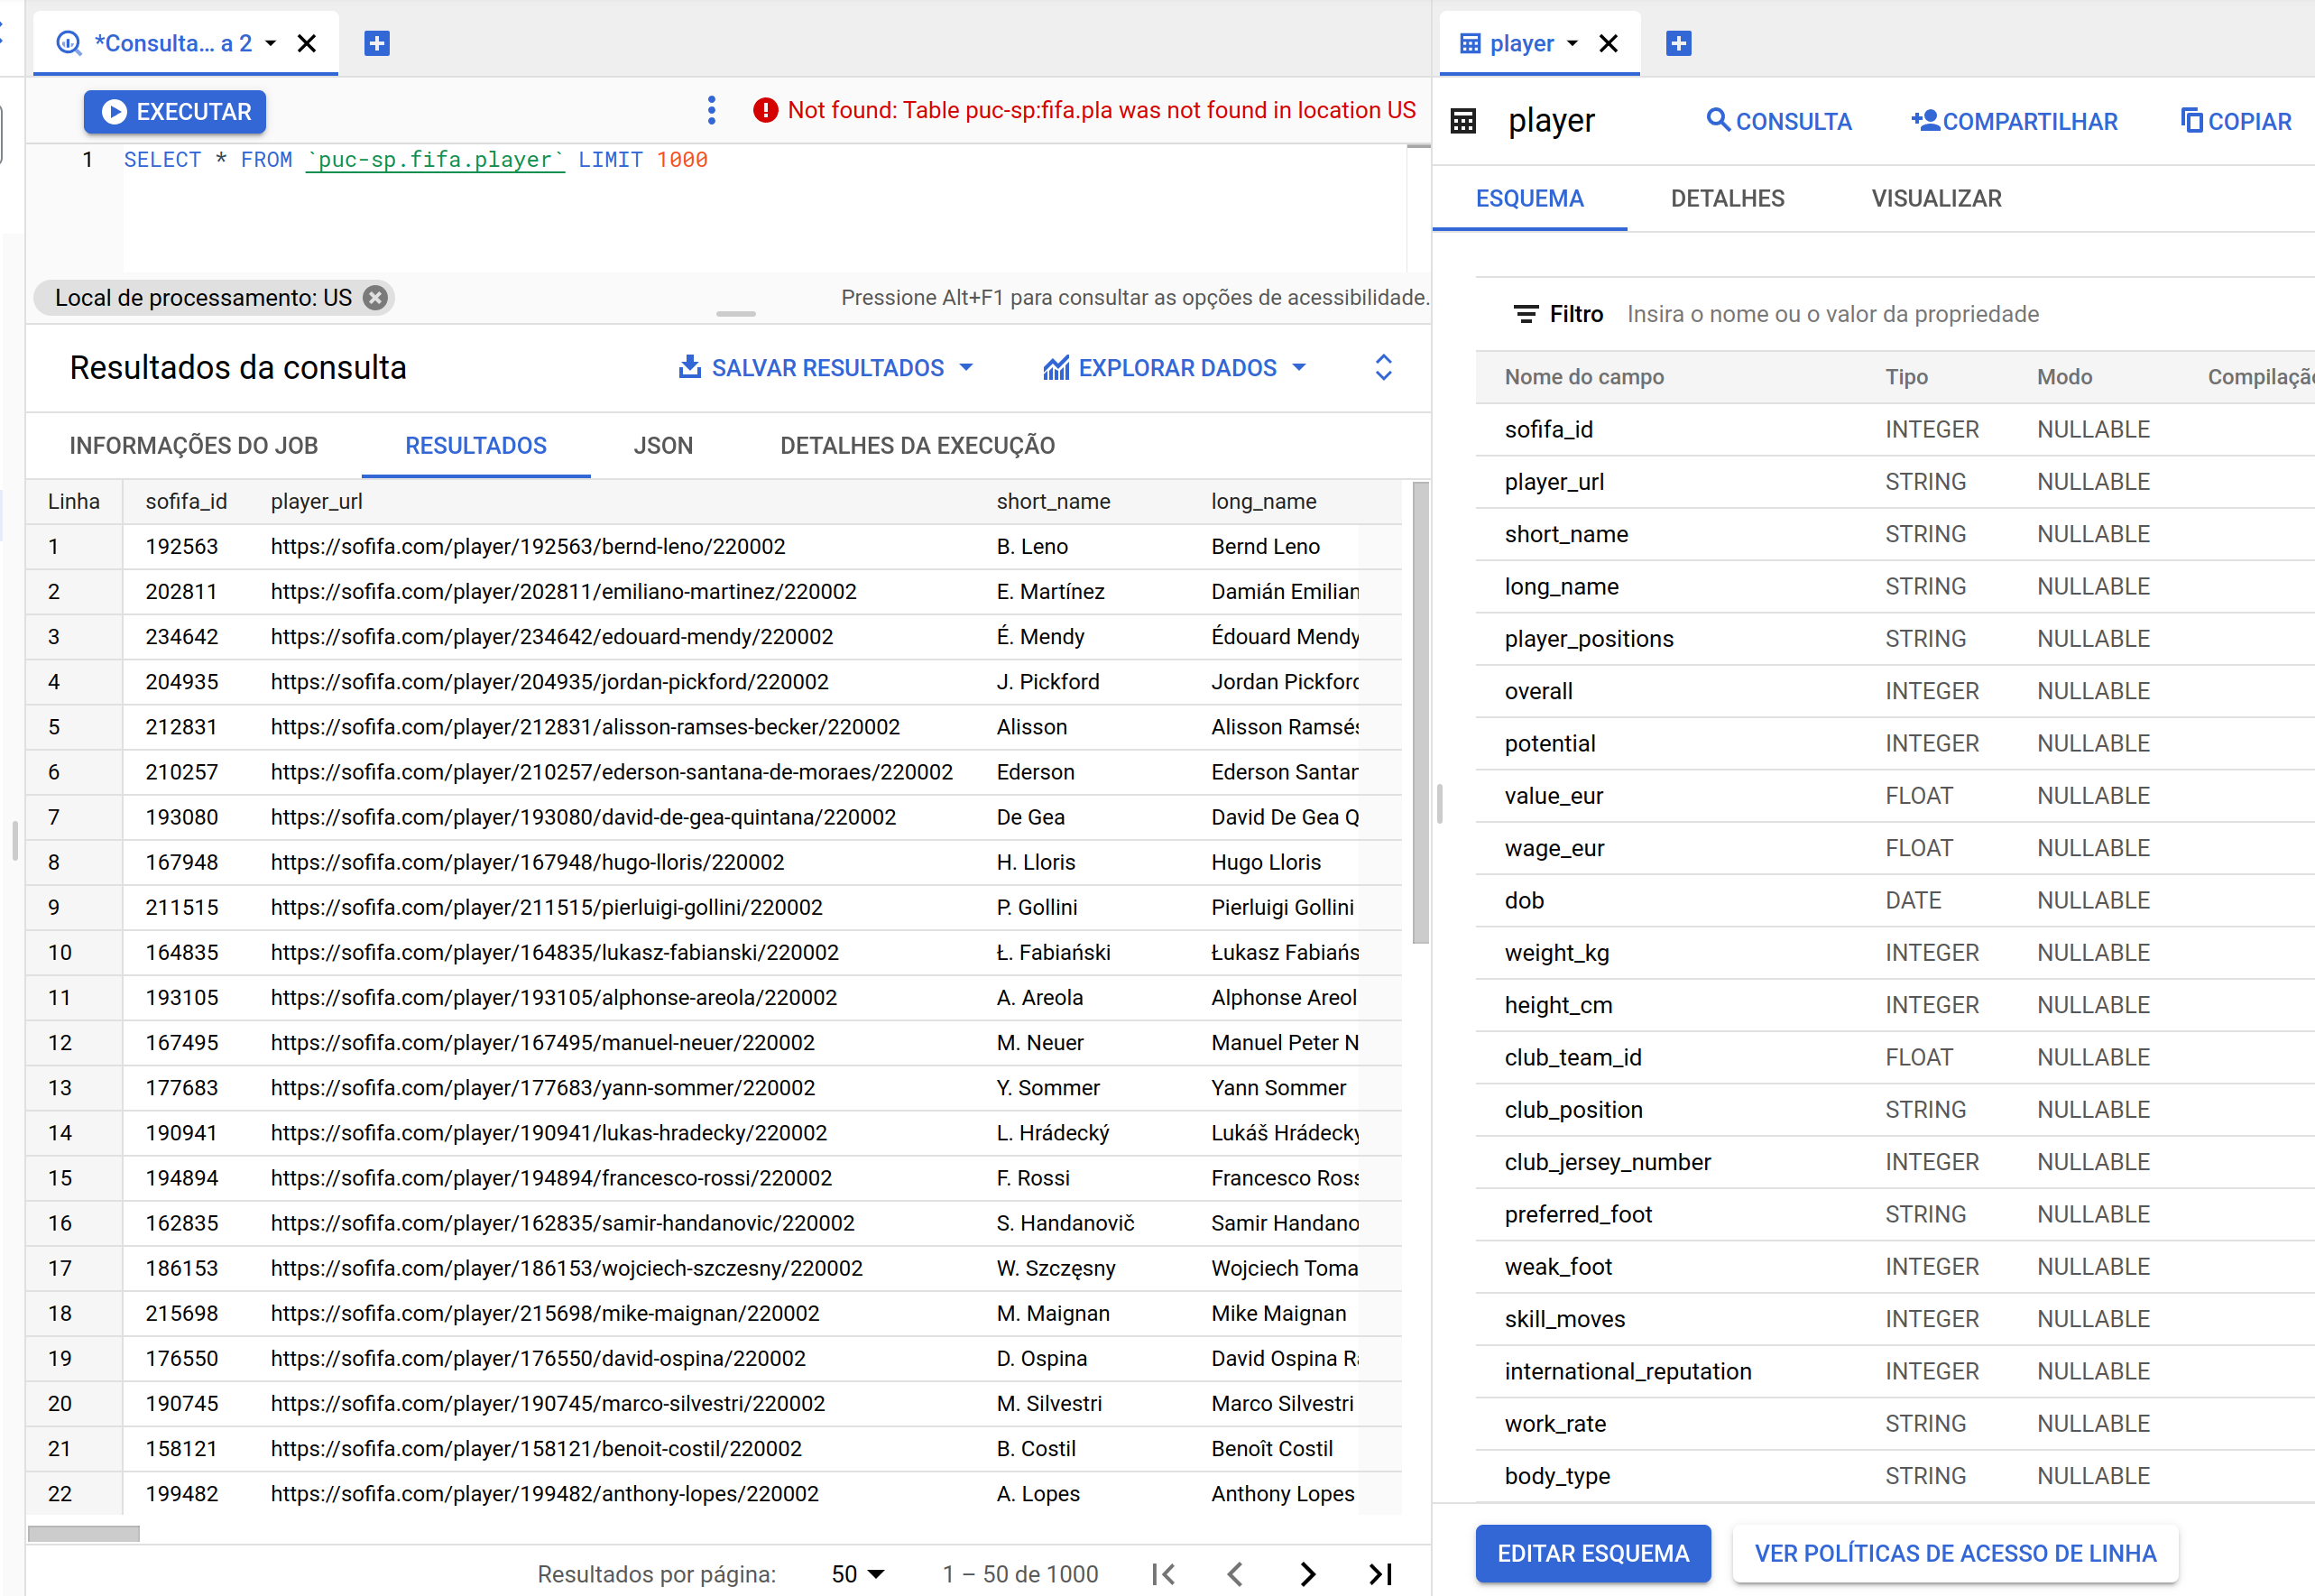 *Consulta... a 2
EXECUTAR
Not found: Table puc-sp:fifa.pla was not found in location US
1 SELECT * FROM `puc-sp.fifa.player` LIMIT 1000
Local de processamento: US
Pressione Alt+F1 para consultar as opções de acessibilidade.
Resultados da consulta
SALVAR RESULTADOS
EXPLORAR DADOS
INFORMAÇÕES DO JOB RESULTADOS JSON DETALHES DA EXECUÇÃO
Linha sofifa_id player_url short_name long_name
1 192563 https://sofifa.com/player/192563/bernd-leno/220002 B. Leno Bernd Leno
2 202811 https://sofifa.com/player/202811/emiliano-martinez/220002 E. Martínez Damián Emilian
3 234642 https://sofifa.com/player/234642/edouard-mendy/220002 É. Mendy Édouard Mendy
4 204935 https://sofifa.com/player/204935/jordan-pickford/220002 J. Pickford Jordan Pickford
5 212831 https://sofifa.com/player/212831/alisson-ramses-becker/220002 Alisson Alisson Ramsés
6 210257 https://sofifa.com/player/210257/ederson-santana-de-moraes/220002 Ederson Ederson Santan
7 193080 https://sofifa.com/player/193080/david-de-gea-quintana/220002 De Gea David De Gea Q
8 167948 https://sofifa.com/player/167948/hugo-lloris/220002 H. Lloris Hugo Lloris
9 211515 https://sofifa.com/player/211515/pierluigi-gollini/220002 P. Gollini Pierluigi Gollini
10 164835 https://sofifa.com/player/164835/lukasz-fabianski/220002 Ł. Fabiański Łukasz Fabiańs
11 193105 https://sofifa.com/player/193105/alphonse-areola/220002 A. Areola Alphonse Areol
12 167495 https://sofifa.com/player/167495/manuel-neuer/220002 M. Neuer Manuel Peter N
13 177683 https://sofifa.com/player/177683/yann-sommer/220002 Y. Sommer Yann Sommer
14 190941 https://sofifa.com/player/190941/lukas-hradecky/220002 L. Hrádecký Lukáš Hrádecky
15 194894 https://sofifa.com/player/194894/francesco-rossi/220002 F. Rossi Francesco Ross
16 162835 https://sofifa.com/player/162835/samir-handanovic/220002 S. Handanovič Samir Handano
17 186153 https://sofifa.com/player/186153/wojciech-szczesny/220002 W. Szczęsny Wojciech Toma
18 215698 https://sofifa.com/player/215698/mike-maignan/220002 M. Maignan Mike Maignan
19 176550 https://sofifa.com/player/176550/david-ospina/220002 D. Ospina David Ospina Ra
20 190745 https://sofifa.com/player/190745/marco-silvestri/220002 M. Silvestri Marco Silvestri
21 158121 https://sofifa.com/player/158121/benoit-costil/220002 B. Costil Benoît Costil
22 199482 https://sofifa.com/player/199482/anthony-lopes/220002 A. Lopes Anthony Lopes
Resultados por página: 50 1 – 50 de 1000
player
player
CONSULTA
COMPARTILHAR
COPIAR
ESQUEMA DETALHES VISUALIZAR
Filtro Insira o nome ou o valor da propriedade
Nome do campo Tipo Modo Compilaçã
sofifa_id INTEGER NULLABLE
player_url STRING NULLABLE
short_name STRING NULLABLE
long_name STRING NULLABLE
player_positions STRING NULLABLE
overall INTEGER NULLABLE
potential INTEGER NULLABLE
value_eur FLOAT NULLABLE
wage_eur FLOAT NULLABLE
dob DATE NULLABLE
weight_kg INTEGER NULLABLE
height_cm INTEGER NULLABLE
club_team_id FLOAT NULLABLE
club_position STRING NULLABLE
club_jersey_number INTEGER NULLABLE
preferred_foot STRING NULLABLE
weak_foot INTEGER NULLABLE
skill_moves INTEGER NULLABLE
international_reputation INTEGER NULLABLE
work_rate STRING NULLABLE
body_type STRING NULLABLE
EDITAR ESQUEMA
VER POLÍTICAS DE ACESSO DE LINHA